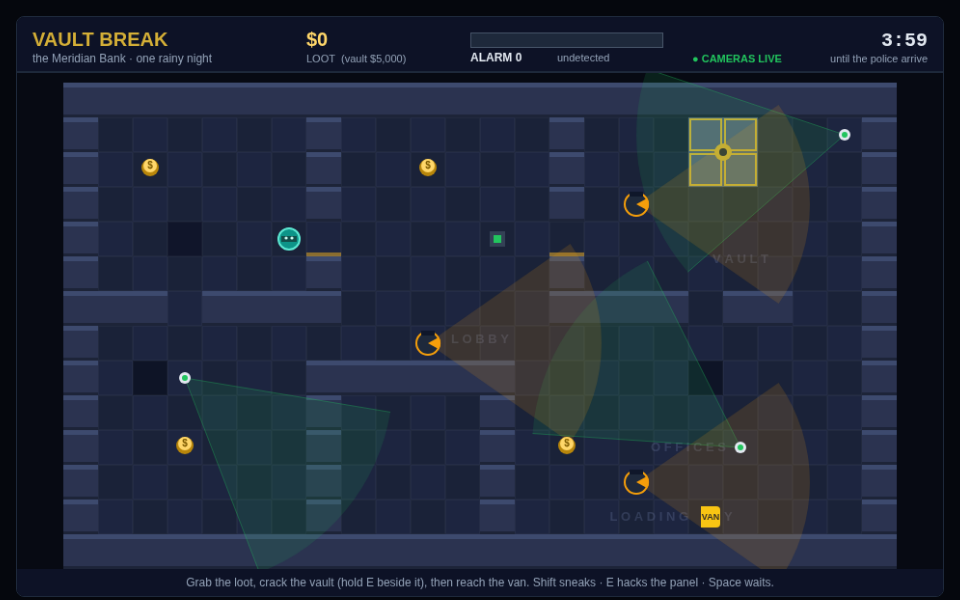 VAULT BREAK
the Meridian Bank · one rainy night
$0
LOOT (vault $5,000)
ALARM 0 undetected
● CAMERAS LIVE
3:59
until the police arrive
$
$
VAULT
LOBBY
$
$
OFFICES
LOADING
VAN
Y
Grab the loot, crack the vault (hold E beside it), then reach the van. Shift sneaks · E hacks the panel · Space waits.